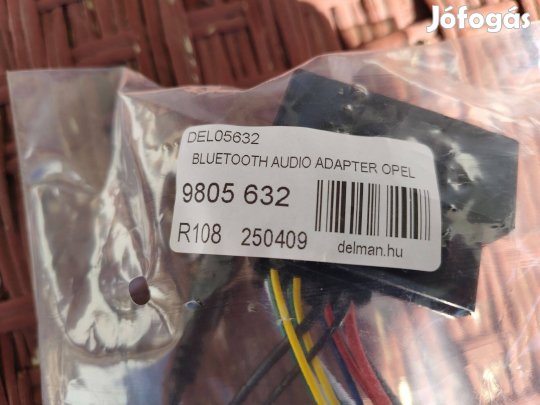 Jófogás
DEL05632
BLUETOOTH AUDIO ADAPTER OPEL
9805 632
R108 250409
delman.hu